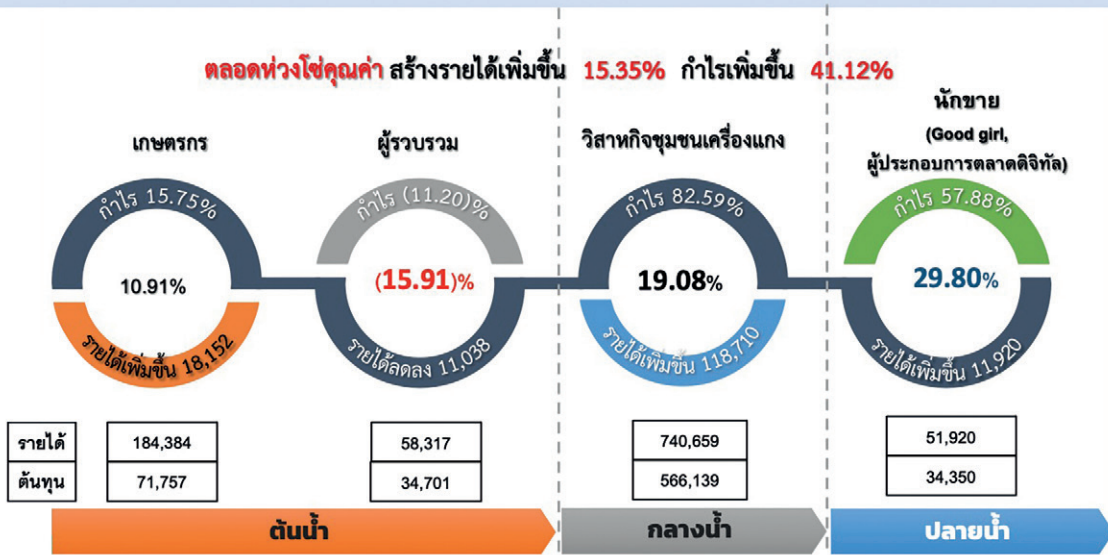 ตลอดห่วงโซ่คุณค่า สร้างรายได้เพิ่มขึ้น 15.35% กำไรเพิ่มขึ้น 41.12%
เกษตรกร
กำไร 15.75%
10.91%
รายได้เพิ่มขึ้น 18,152
ผู้รวบรวม
กำไร (11.20)%
(15.91)%
รายได้ลดลง 11,038
วิสาหกิจชุมชนเครื่องแกง
กำไร 82.59%
19.08%
รายได้เพิ่มขึ้น 118,710
นักขาย
(Good girl,
ผู้ประกอบการตลาดดิจิทัล)
กำไร 57.88%
29.80%
รายได้เพิ่มขึ้น 11,920
รายได้ 184,384 58,317 740,659 51,920
ต้นทุน 71,757 34,701 566,139 34,350
ต้นน้ำ กลางน้ำ ปลายน้ำ